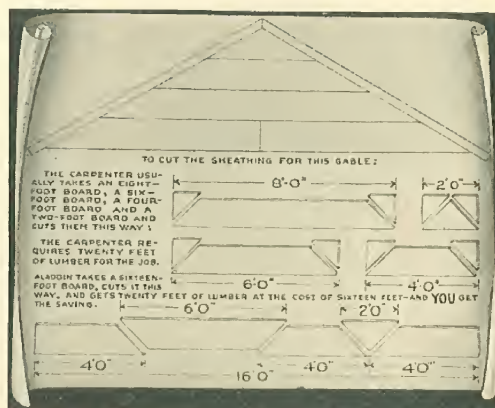 TO CUT THE SHEATHING FOR THIS GABLE:
THE CARPENTER USU-
ALLY TAKES AN EIGHT-
FOOT BOARD, A SIX-
FOOT BOARD, A FOUR-
FOOT BOARD AND A
TWO-FOOT BOARD AND
CUTS THEM THIS WAY:
8'-0"
2'0"
THE CARPENTER RE-
QUIRES TWENTY FEET
OF LUMBER FOR THE JOB.
6'0"
4'0"
ALADDIN TAKES A SIXTEEN-
FOOT BOARD, CUTS IT THIS
WAY, AND GETS TWENTY FEET OF LUMBER AT THE COST OF SIXTEEN FEET—AND YOU GET
THE SAVING.
6'0"
2'0"
4'0"
4'0"
4'0"
16'0"